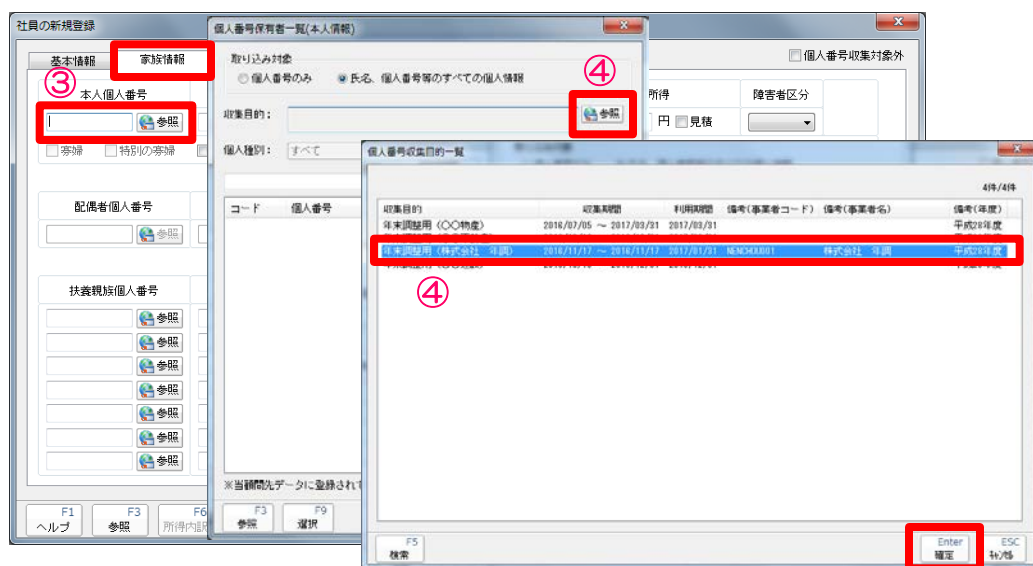 社員の新規登録
基本情報
家族情報
個人番号収集対象外
③
本人個人番号
参照
所得
障害者区分
円
見積
寡婦
特別の寡婦
配偶者個人番号
参照
扶養親族個人番号
参照
参照
参照
参照
参照
参照
参照
F1
ヘルプ
F3
参照
F6
所得内訳
個人番号保有者一覧(本人情報)
取り込み対象
個人番号のみ
氏名、個人番号等のすべての個人情報
④
収集目的：
参照
個人種別：
すべて
コード
個人番号
※当顧問先データに登録されて
F3
参照
F9
選択
個人番号収集目的一覧
4件/4件
収集目的
収集期間
利用期間
備考(事業者コード)
備考(事業者名)
備考(年度)
年末調整用（〇〇物産）
2016/07/05 ～ 2017/03/31
2017/03/31
平成28年度
年末調整用（株式会社 年調）
2016/11/17 ～ 2016/11/17
2017/01/31
NENCHOU001
株式会社 年調
平成28年度
④
F5
検索
Enter
確定
ESC
ｷｬﾝｾﾙ